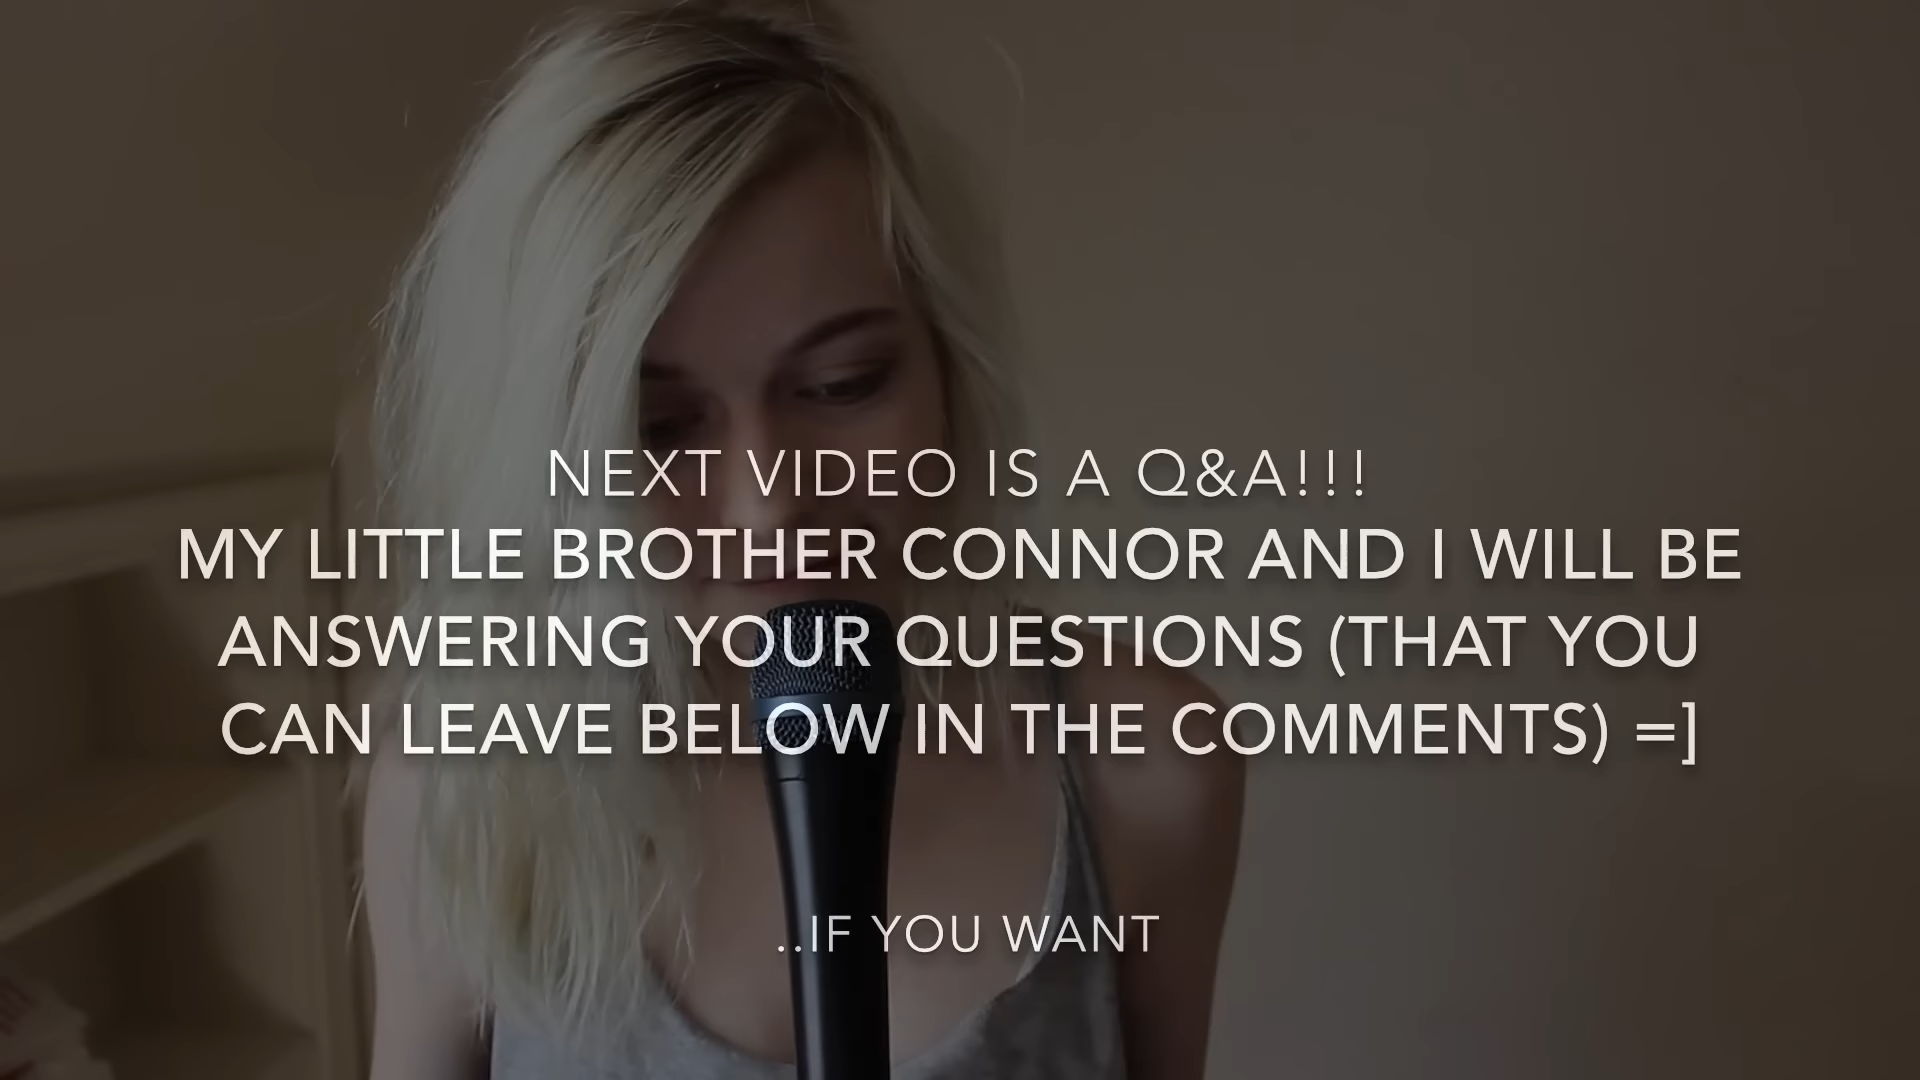 NEXT VIDEO IS A Q&A!!!
MY LITTLE BROTHER CONNOR AND I WILL BE
ANSWERING YOUR QUESTIONS (THAT YOU
CAN LEAVE BELOW IN THE COMMENTS) =]
..IF YOU WANT